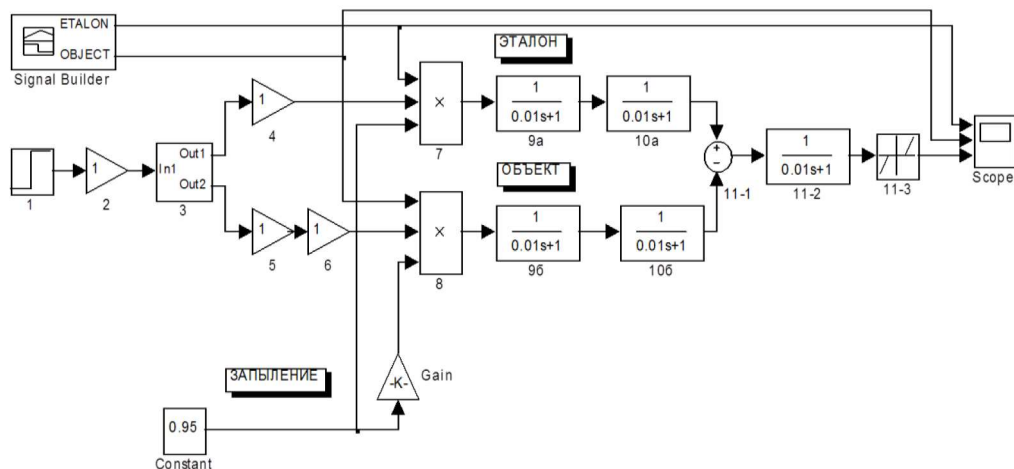 ETALON
OBJECT
Signal Builder
ЭТАЛОН
1
4
×
7
1
0.01s+1
9а
1
0.01s+1
10а
1
1
2
In1
Out1
Out2
3
+
−
11-1
1
0.01s+1
11-2
11-3
Scope
ОБЪЕКТ
1
5
1
6
×
8
1
0.01s+1
9б
1
0.01s+1
10б
ЗАПЫЛЕНИЕ
-K-
Gain
0.95
Constant